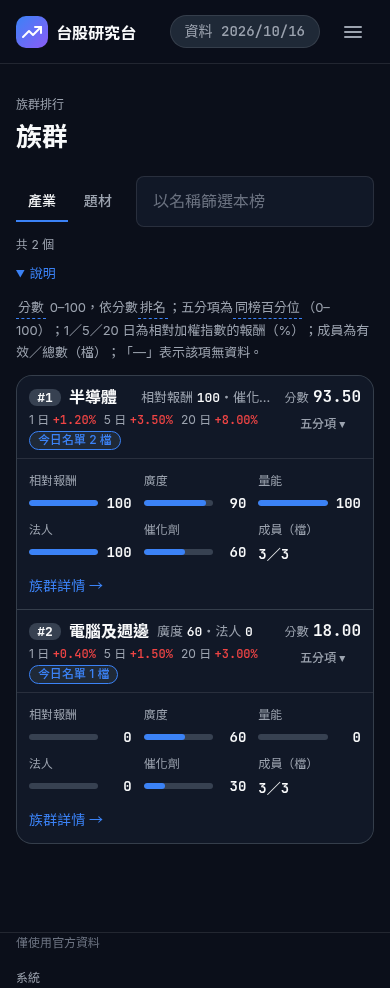 台股研究台
資料 2026/10/16
族群排行
族群
產業
題材
以名稱篩選本榜
共 2 個
▼ 說明
分數 0–100，依分數排名；五分項為同榜百分位（0–
100）；1／5／20 日為相對加權指數的報酬（%）；成員為有
效／總數（檔）；「—」表示該項無資料。
#1 半導體 相對報酬 100・催化… 分數 93.50
1 日 +1.20% 5 日 +3.50% 20 日 +8.00% 五分項 ▾
今日名單 2 檔
相對報酬 廣度 量能
100 90 100
法人 催化劑 成員（檔）
100 60 3／3
族群詳情 →
#2 電腦及週邊 廣度 60・法人 0 分數 18.00
1 日 +0.40% 5 日 +1.50% 20 日 +3.00% 五分項 ▾
今日名單 1 檔
相對報酬 廣度 量能
0 60 0
法人 催化劑 成員（檔）
0 30 3／3
族群詳情 →
僅使用官方資料
系統